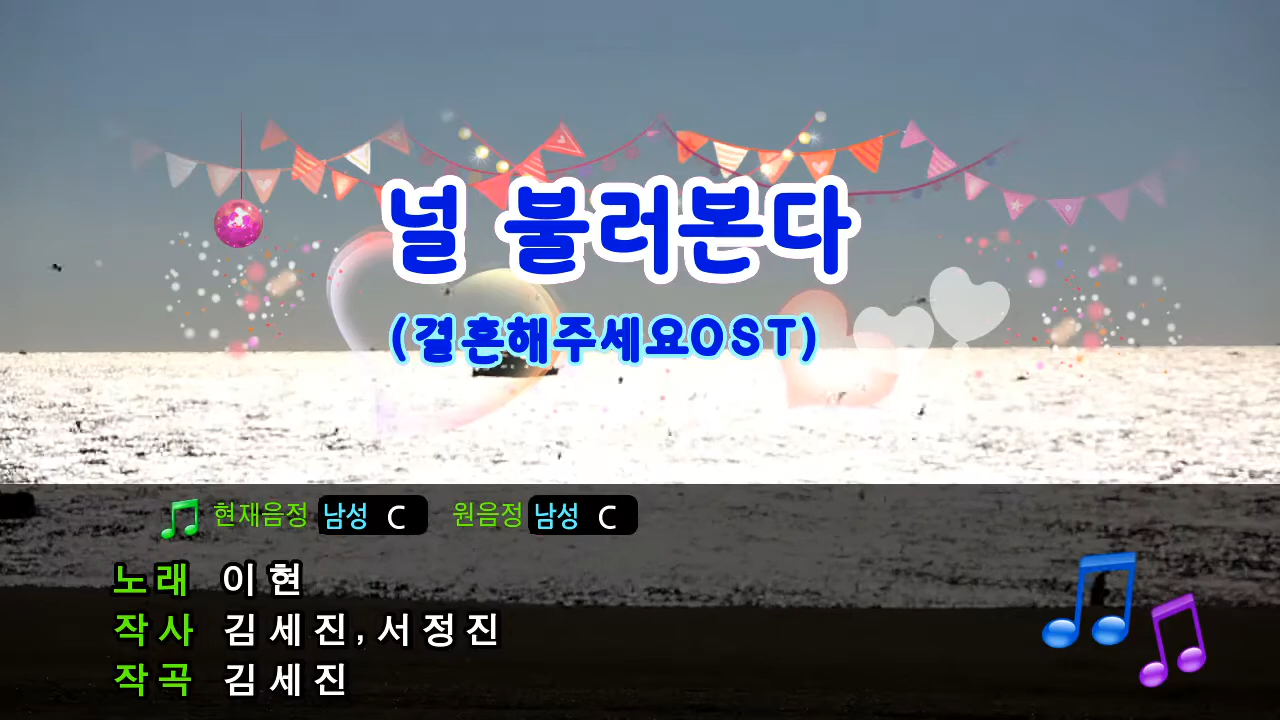 널 불러본다
(결혼해주세요OST)
현재음정 남성 C 원음정 남성 C
노래 이현
작사 김세진,서정진
작곡 김세진